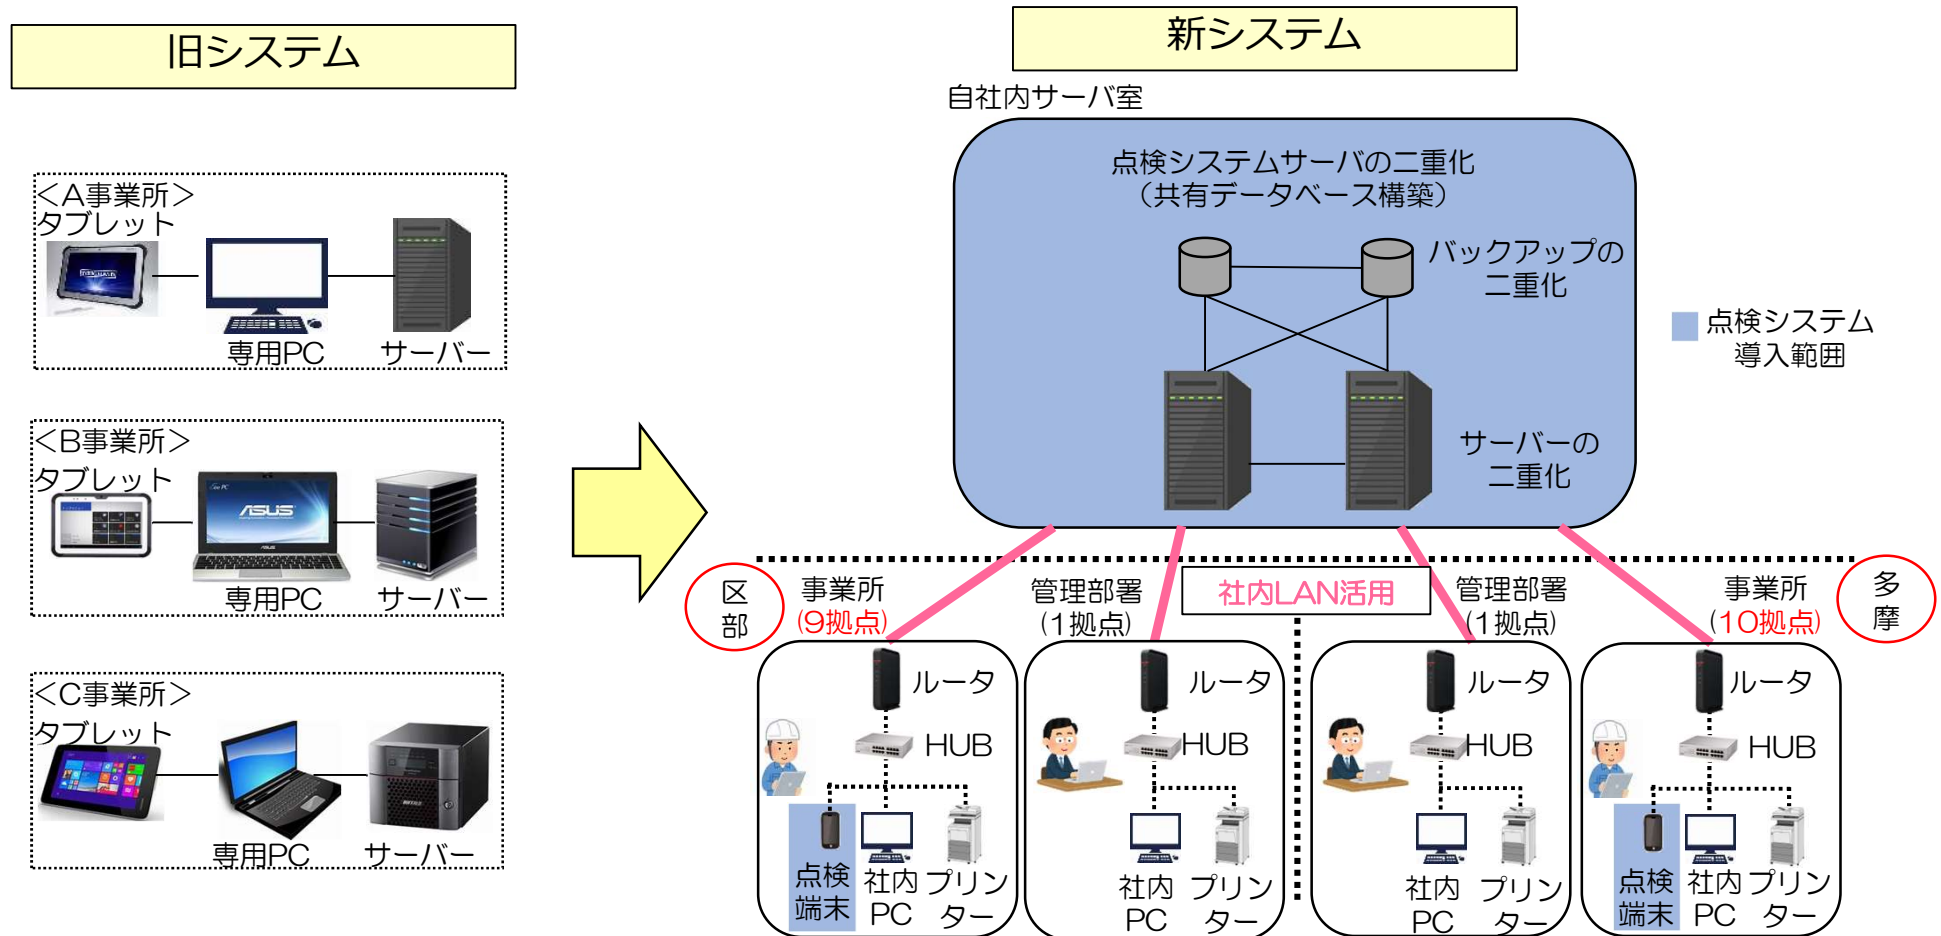 旧システム
＜A事業所＞
タブレット
専用PC
サーバー
＜B事業所＞
タブレット
ASUS
専用PC
サーバー
＜C事業所＞
タブレット
専用PC
サーバー
新システム
自社内サーバ室
点検システムサーバの二重化
（共有データベース構築）
バックアップの
二重化
サーバーの
二重化
点検システム
導入範囲
区
部
事業所
(9拠点)
管理部署
(1拠点)
社内LAN活用
管理部署
(1拠点)
事業所
(10拠点)
多
摩
ルータ
HUB
点検
端末
社内
PC
プリン
ター
ルータ
HUB
社内
PC
プリン
ター
ルータ
HUB
社内
PC
プリン
ター
ルータ
HUB
点検
端末
社内
PC
プリン
ター